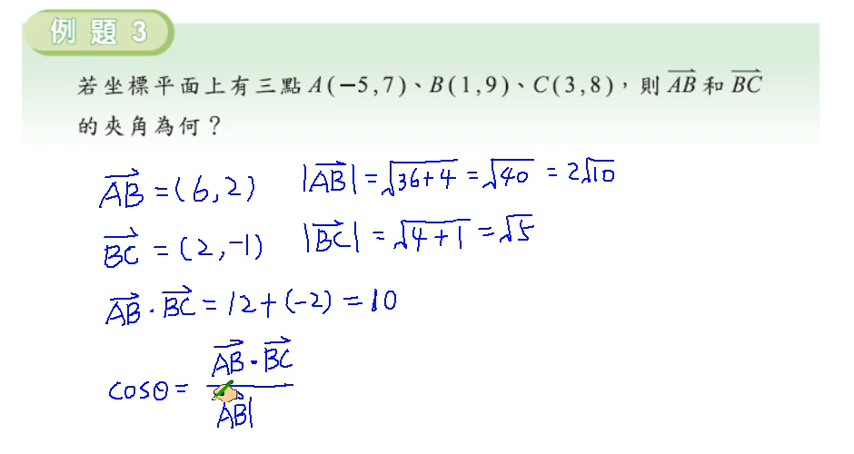 例題 3
若坐標平面上有三點 A(−5,7)、B(1,9)、C(3,8)，則 AB 和 BC
的夾角為何？
AB = (6,2) |AB| = √36+4 = √40 = 2√10
BC = (2,-1) |BC| = √4+1 = √5
AB · BC = 12+(-2) = 10
cosθ = AB · BC
AB|